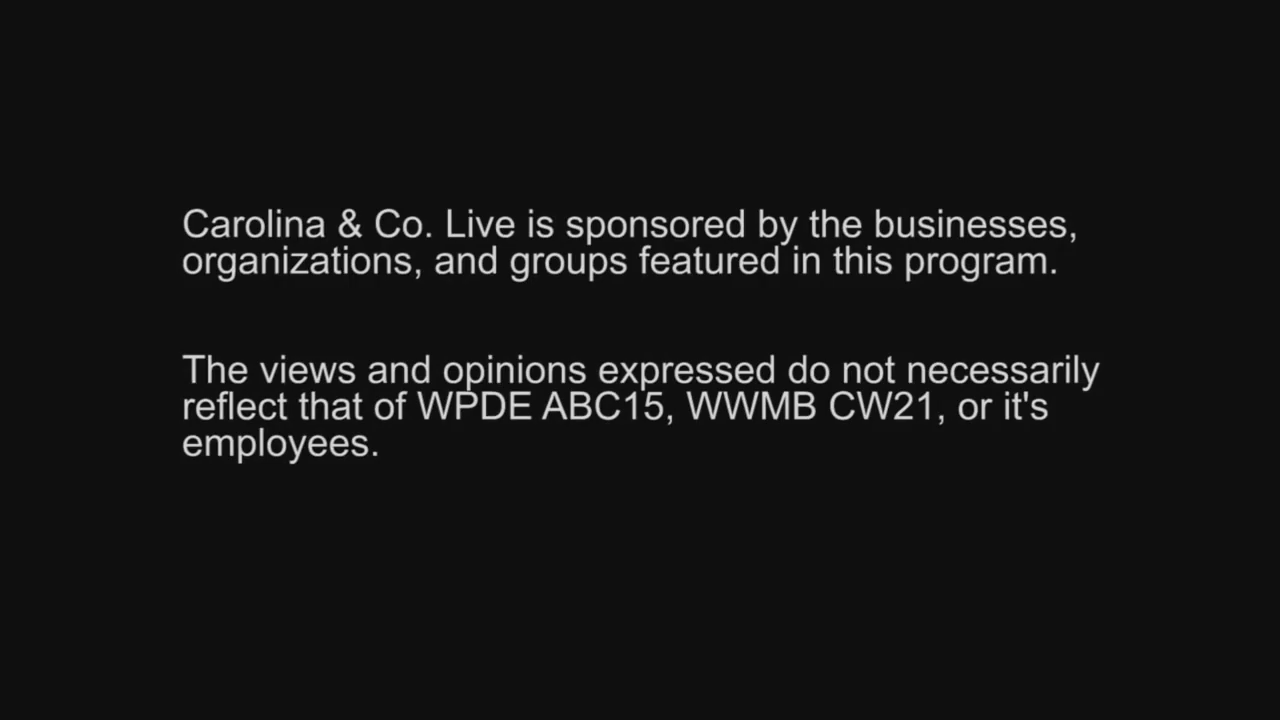 Carolina & Co. Live is sponsored by the businesses,
organizations, and groups featured in this program.
The views and opinions expressed do not necessarily
reflect that of WPDE ABC15, WWMB CW21, or it's
employees.